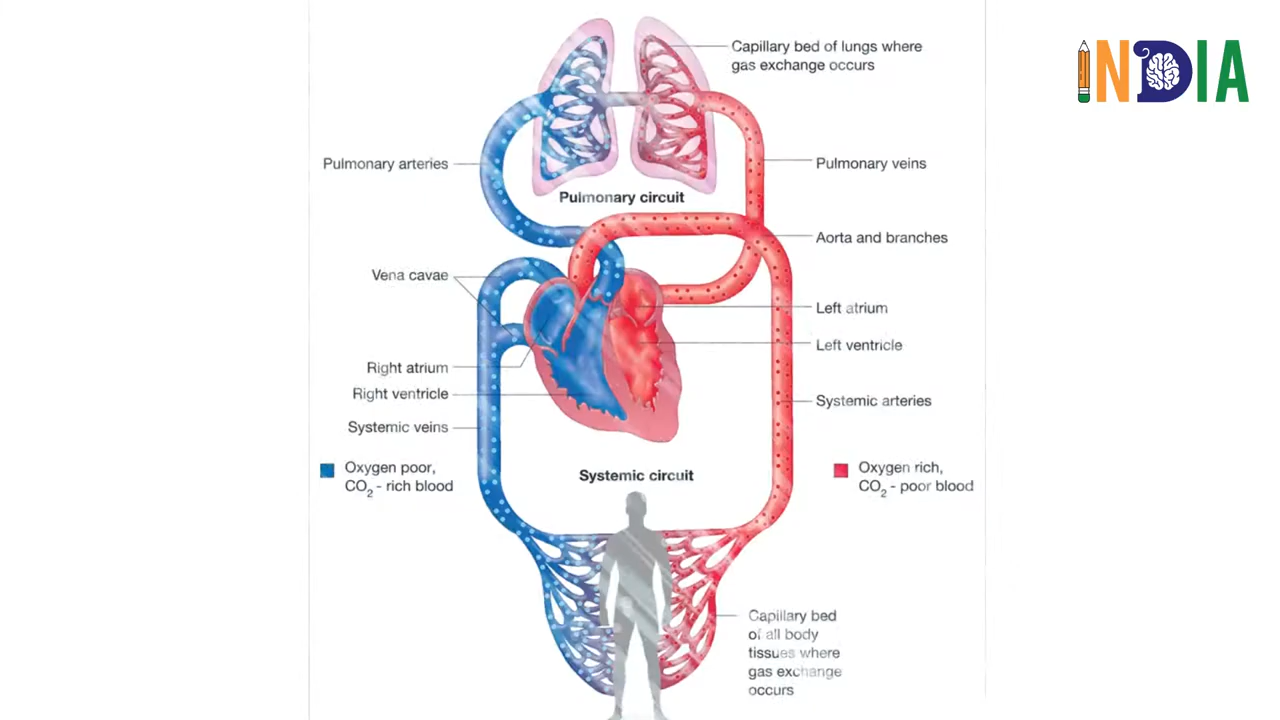 INDIA
Capillary bed of lungs where
gas exchange occurs
Pulmonary arteries
Pulmonary veins
Pulmonary circuit
Aorta and branches
Vena cavae
Left atrium
Left ventricle
Right atrium
Right ventricle
Systemic arteries
Systemic veins
Oxygen poor,
CO2 - rich blood
Oxygen rich,
CO2 - poor blood
Systemic circuit
Capillary bed
of all body
tissues where
gas exchange
occurs